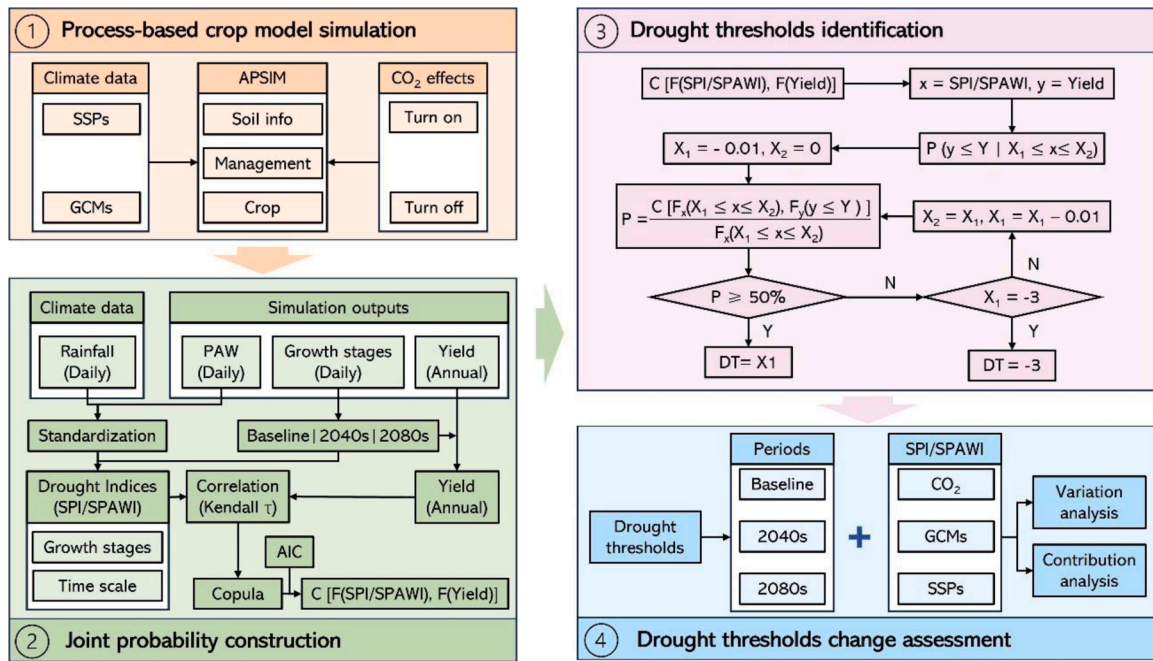 1 Process-based crop model simulation
Climate data
SSPs
GCMs
APSIM
Soil info
Management
Crop
CO₂ effects
Turn on
Turn off
Climate data
Simulation outputs
Rainfall
(Daily)
PAW
(Daily)
Growth stages
(Daily)
Yield
(Annual)
Standardization
Baseline | 2040s | 2080s
Drought Indices
(SPI/SPAWI)
Correlation
(Kendall τ)
Yield
(Annual)
Growth stages
Time scale
AIC
Copula
C [F(SPI/SPAWI), F(Yield)]
2 Joint probability construction
3 Drought thresholds identification
C [F(SPI/SPAWI), F(Yield)]
x = SPI/SPAWI, y = Yield
X₁ = - 0.01, X₂ = 0
P (y ≤ Y | X₁ ≤ x ≤ X₂)
P = C [Fₓ(X₁ ≤ x ≤ X₂), Fᵧ(y ≤ Y ) ]
Fₓ(X₁ ≤ x ≤ X₂)
X₂ = X₁, X₁ = X₁ − 0.01
N
P ⩾ 50%
N
X₁ = -3
Y
Y
DT= X1
DT = -3
Periods
Baseline
2040s
2080s
SPI/SPAWI
CO₂
GCMs
SSPs
Drought
thresholds
+
Variation
analysis
Contribution
analysis
4 Drought thresholds change assessment